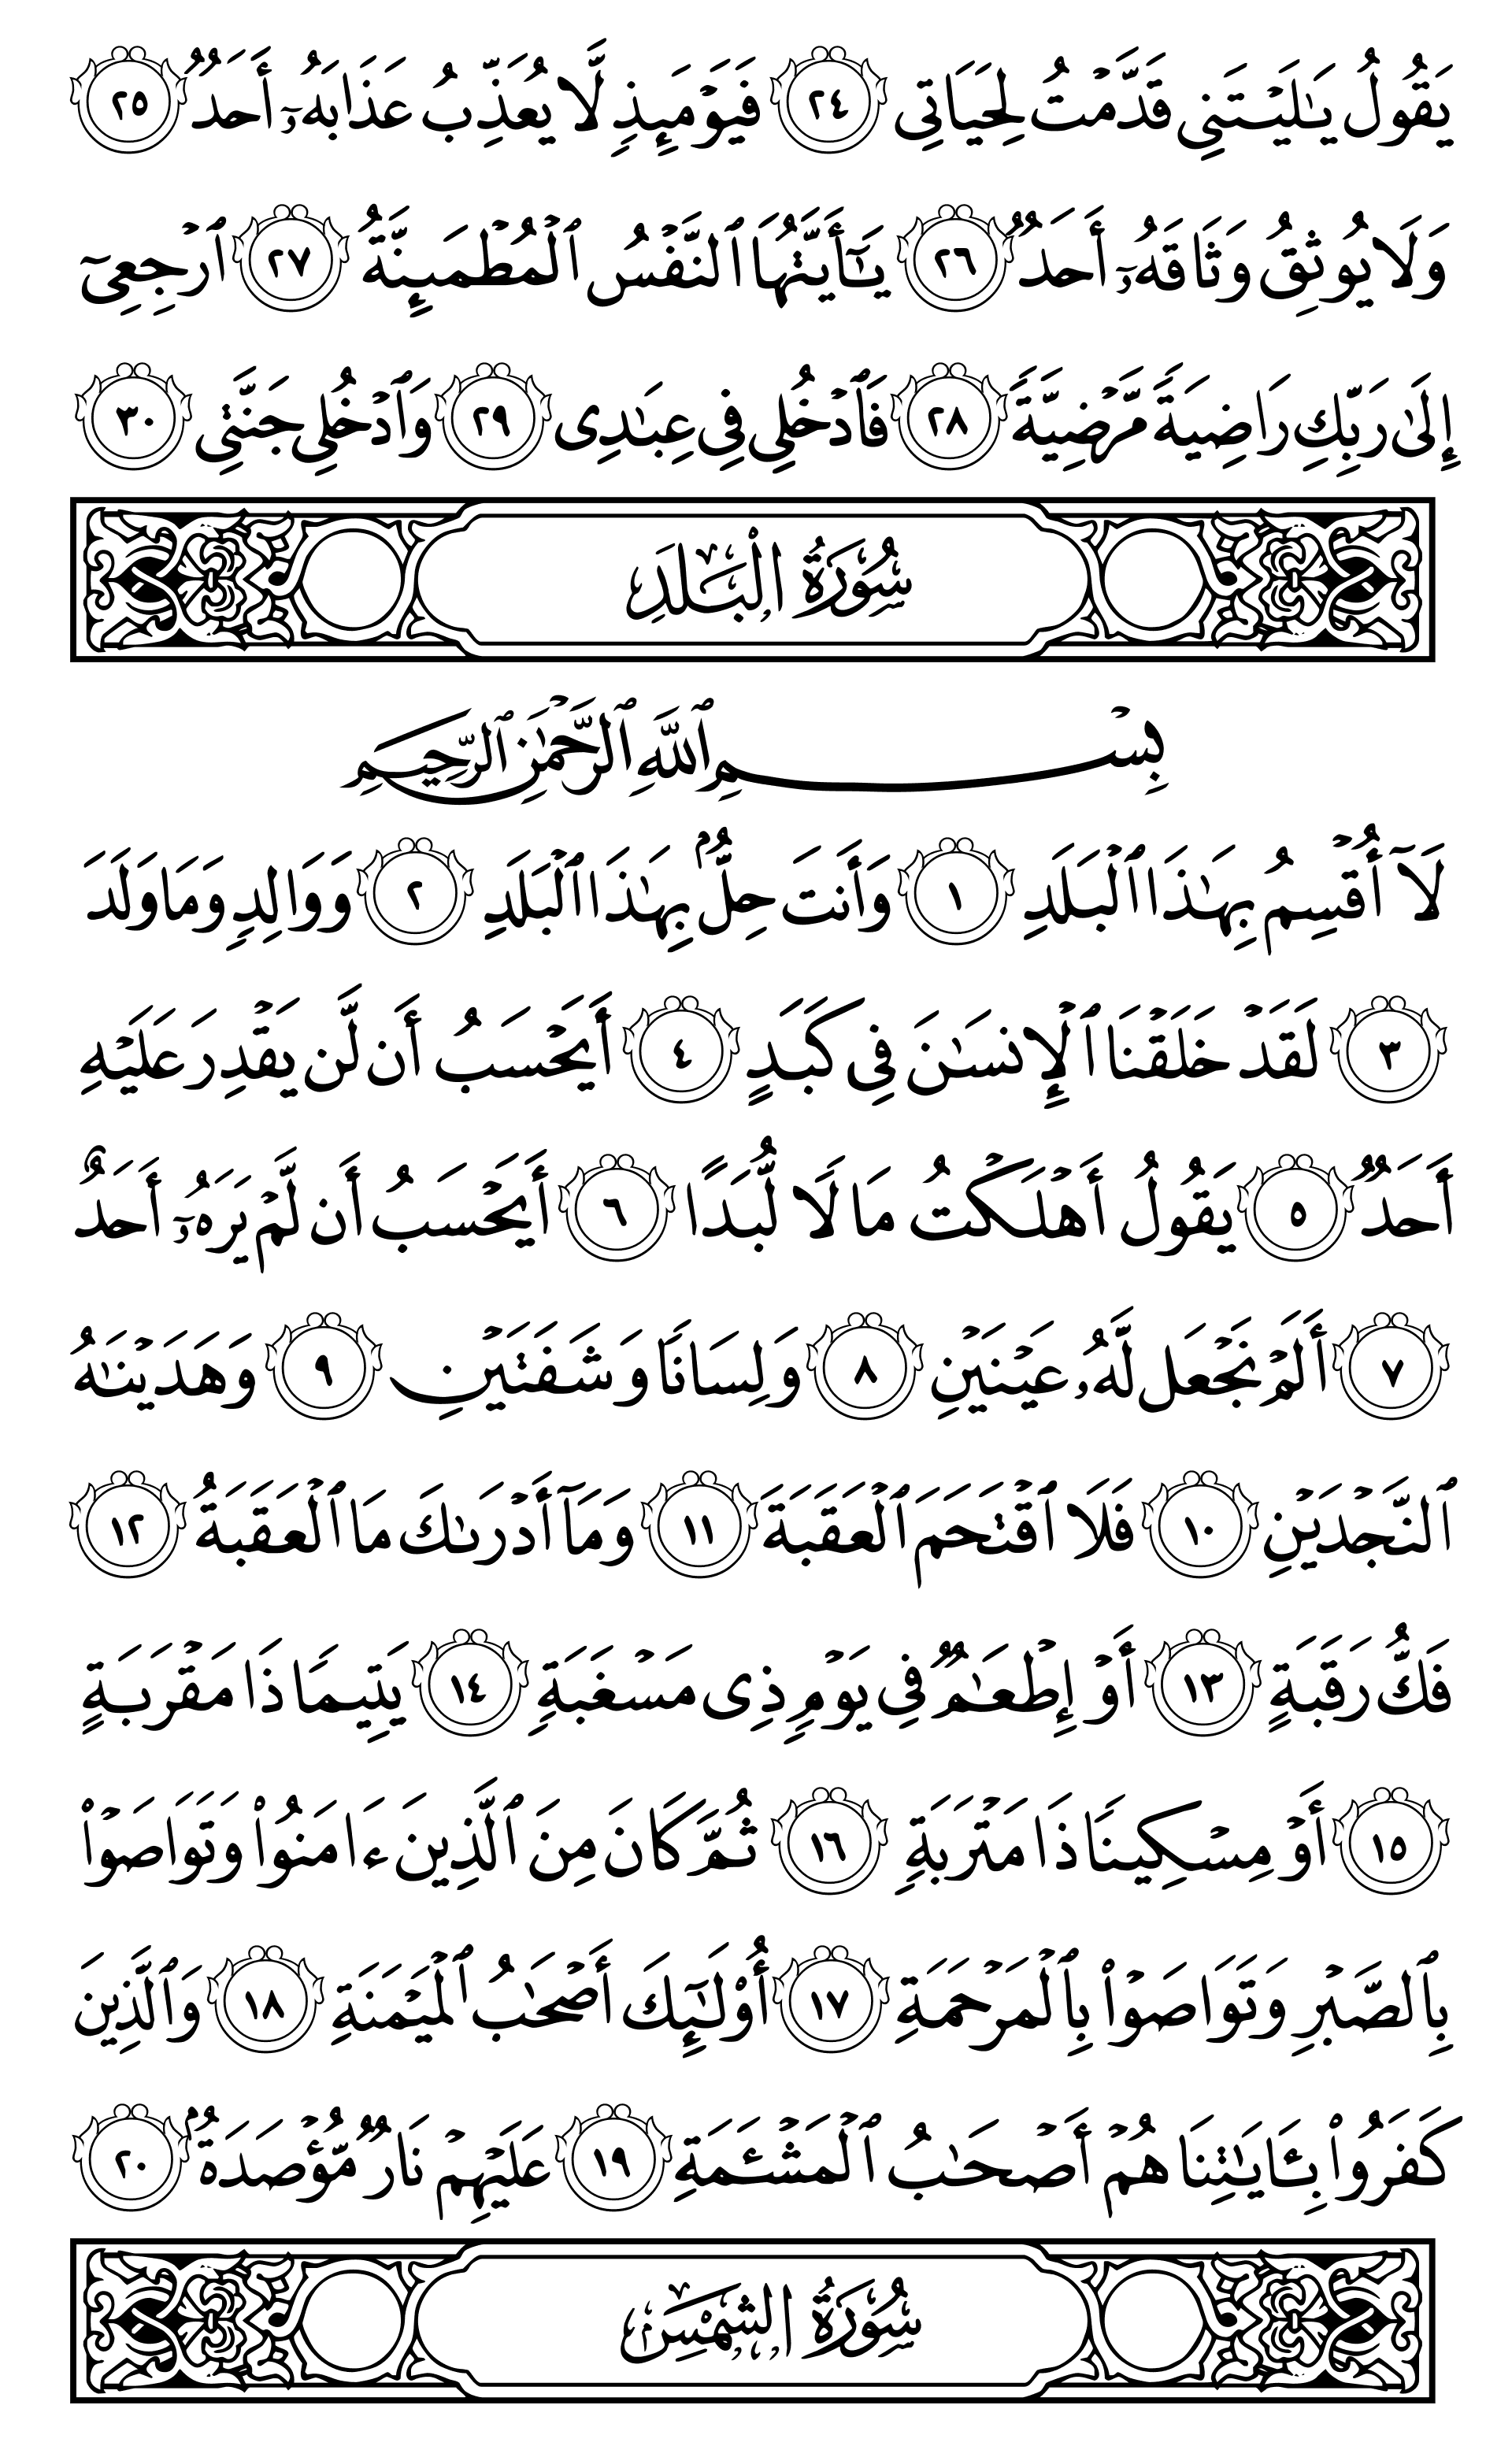 يَقُولُ يَـٰلَيْتَنِى قَدَّمْتُ لِحَيَاتِى ٢٤ فَيَوْمَئِذٍ لَّا يُعَذِّبُ عَذَابَهُۥٓ أَحَدٌ ٢٥
وَلَا يُوثِقُ وَثَاقَهُۥٓ أَحَدٌ ٢٦ يَـٰٓأَيَّتُهَا ٱلنَّفْسُ ٱلْمُطْمَئِنَّةُ ٢٧ ٱرْجِعِىٓ
إِلَىٰ رَبِّكِ رَاضِيَةً مَّرْضِيَّةً ٢٨ فَٱدْخُلِى فِى عِبَـٰدِى ٢٩ وَٱدْخُلِى جَنَّتِى ٣٠
سُورَةُ الْبَلَدِ
بِسْمِ ٱللَّهِ ٱلرَّحْمَـٰنِ ٱلرَّحِيمِ
لَآ أُقْسِمُ بِهَـٰذَا ٱلْبَلَدِ ١ وَأَنتَ حِلٌّۢ بِهَـٰذَا ٱلْبَلَدِ ٢ وَوَالِدٍ وَمَا وَلَدَ
٣ لَقَدْ خَلَقْنَا ٱلْإِنسَـٰنَ فِى كَبَدٍ ٤ أَيَحْسَبُ أَن لَّن يَقْدِرَ عَلَيْهِ
أَحَدٌ ٥ يَقُولُ أَهْلَكْتُ مَالًا لُّبَدًا ٦ أَيَحْسَبُ أَن لَّمْ يَرَهُۥٓ أَحَدٌ
٧ أَلَمْ نَجْعَل لَّهُۥ عَيْنَيْنِ ٨ وَلِسَانًا وَشَفَتَيْنِ ٩ وَهَدَيْنَـٰهُ
ٱلنَّجْدَيْنِ ١٠ فَلَا ٱقْتَحَمَ ٱلْعَقَبَةَ ١١ وَمَآ أَدْرَىٰكَ مَا ٱلْعَقَبَةُ ١٢
فَكُّ رَقَبَةٍ ١٣ أَوْ إِطْعَـٰمٌ فِى يَوْمٍ ذِى مَسْغَبَةٍ ١٤ يَتِيمًا ذَا مَقْرَبَةٍ
١٥ أَوْ مِسْكِينًا ذَا مَتْرَبَةٍ ١٦ ثُمَّ كَانَ مِنَ ٱلَّذِينَ ءَامَنُوا۟ وَتَوَاصَوْا۟
بِٱلصَّبْرِ وَتَوَاصَوْا۟ بِٱلْمَرْحَمَةِ ١٧ أُو۟لَـٰٓئِكَ أَصْحَـٰبُ ٱلْمَيْمَنَةِ ١٨ وَٱلَّذِينَ
كَفَرُوا۟ بِـَٔايَـٰتِنَا هُمْ أَصْحَـٰبُ ٱلْمَشْـَٔمَةِ ١٩ عَلَيْهِمْ نَارٌ مُّؤْصَدَةٌۢ ٢٠
سُورَةُ الشَّمْسِ